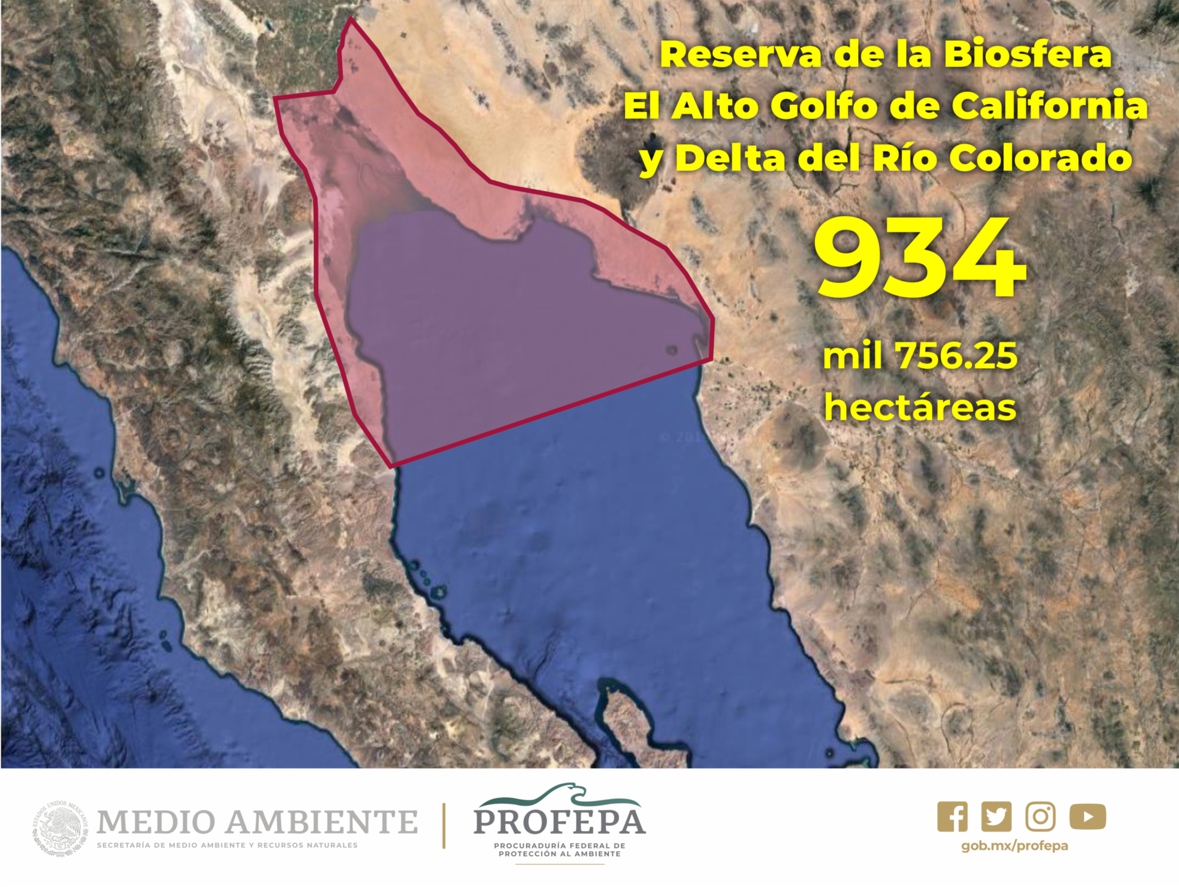 Reserva de la Biosfera
El Alto Golfo de California
y Delta del Río Colorado
934
mil 756.25
hectáreas
MEDIO AMBIENTE
SECRETARÍA DE MEDIO AMBIENTE Y RECURSOS NATURALES
PROFEPA
PROCURADURÍA FEDERAL DE
PROTECCIÓN AL AMBIENTE
gob.mx/profepa